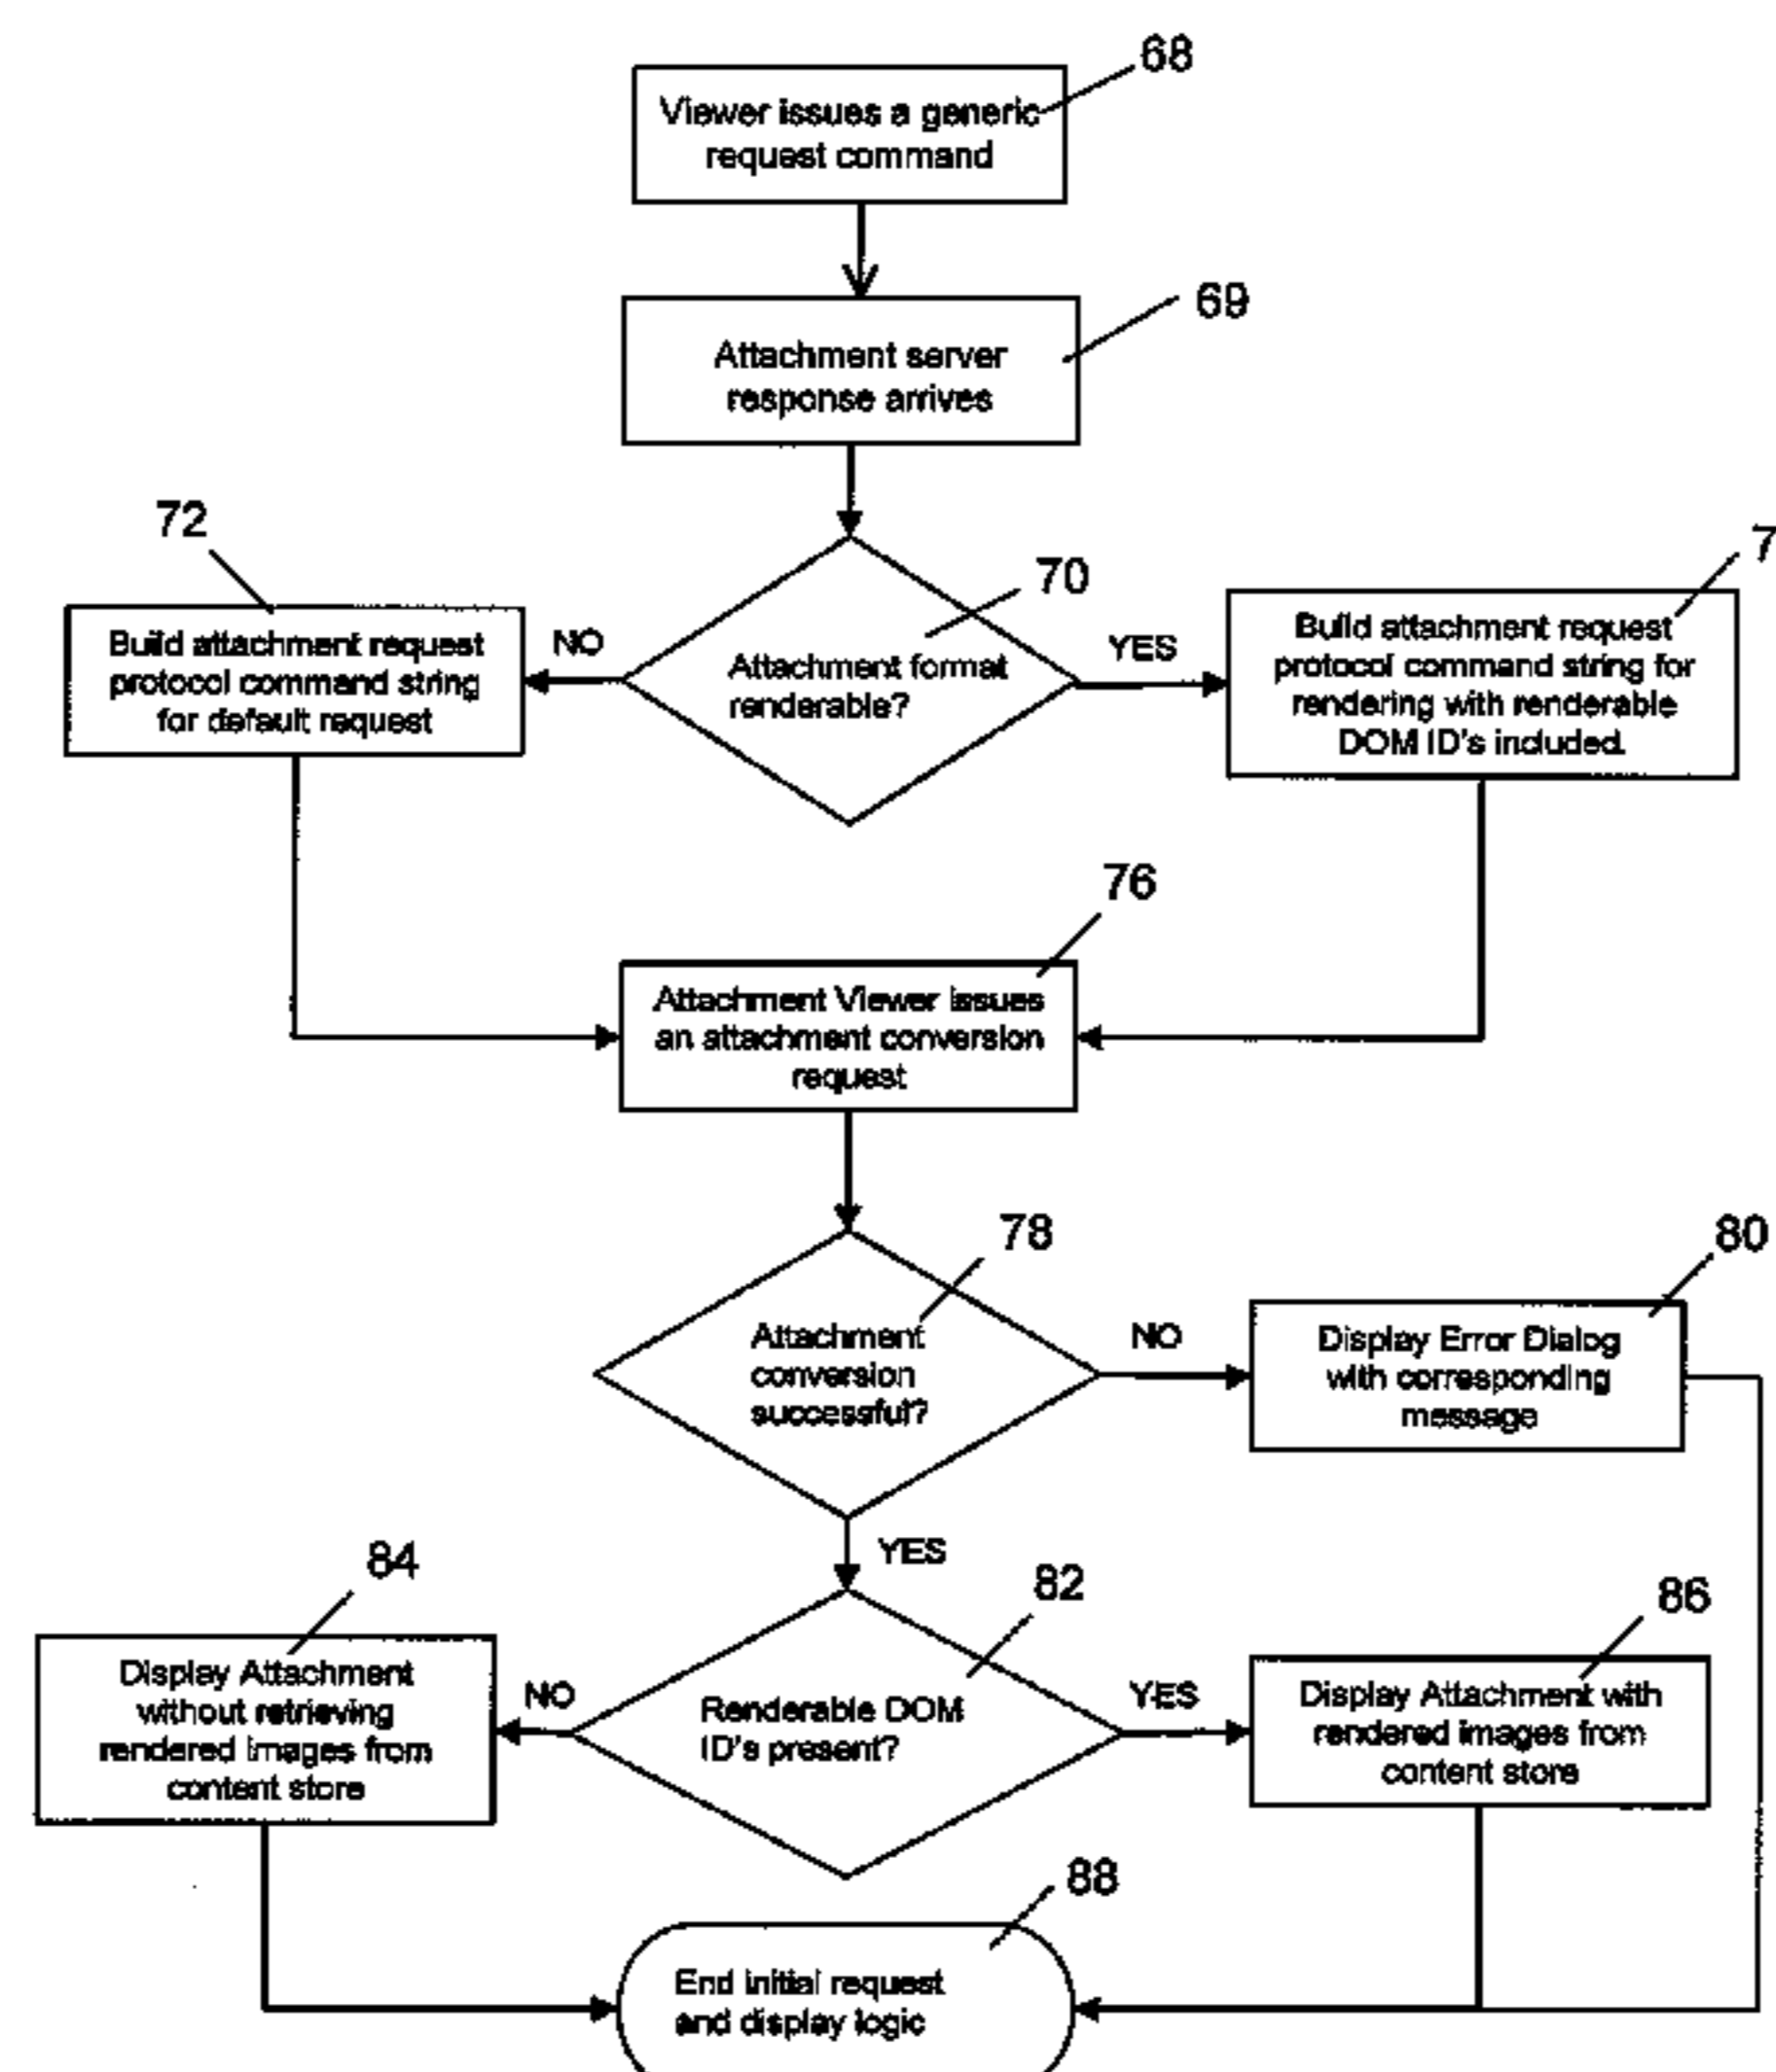 68
Viewer issues a generic
request command
69
Attachment server
response arrives
72
70
7
Build attachment request
protocol command string
for default request
NO
Attachment format
renderable?
YES
Build attachment request
protocol command string for
rendering with renderable
DOM ID's included.
76
Attachment Viewer issues
an attachment conversion
request
78
80
Attachment
conversion
successful?
NO
Display Error Dialog
with corresponding
message
YES
84
82
86
Display Attachment
without retrieving
rendered images from
content store
NO
Renderable DOM
ID's present?
YES
Display Attachment with
rendered images from
content store
88
End initial request
and display logic